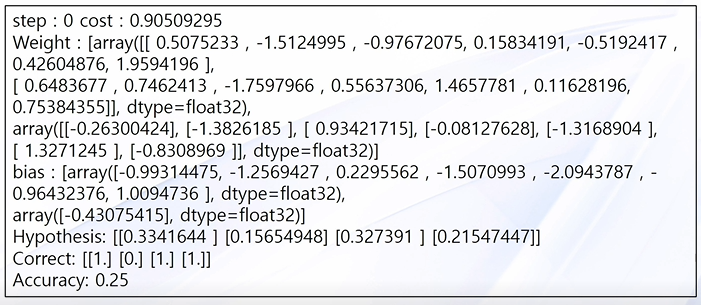 step : 0 cost : 0.90509295
Weight : [array([[ 0.5075233 , -1.5124995 , -0.97672075, 0.15834191, -0.5192417 ,
0.42604876, 1.9594196 ],
[ 0.6483677 , 0.7462413 , -1.7597966 , 0.55637306, 1.4657781 , 0.11628196,
0.75384355]], dtype=float32),
array([[-0.26300424], [-1.3826185 ], [ 0.93421715], [-0.08127628], [-1.3168904 ],
[ 1.3271245 ], [-0.8308969 ]], dtype=float32)]
bias : [array([-0.99314475, -1.2569427 , 0.2295562 , -1.5070993 , -2.0943787 , -
0.96432376, 1.0094736 ], dtype=float32),
array([-0.43075415], dtype=float32)]
Hypothesis: [[0.3341644 ] [0.15654948] [0.327391 ] [0.21547447]]
Correct: [[1.] [0.] [1.] [1.]]
Accuracy: 0.25